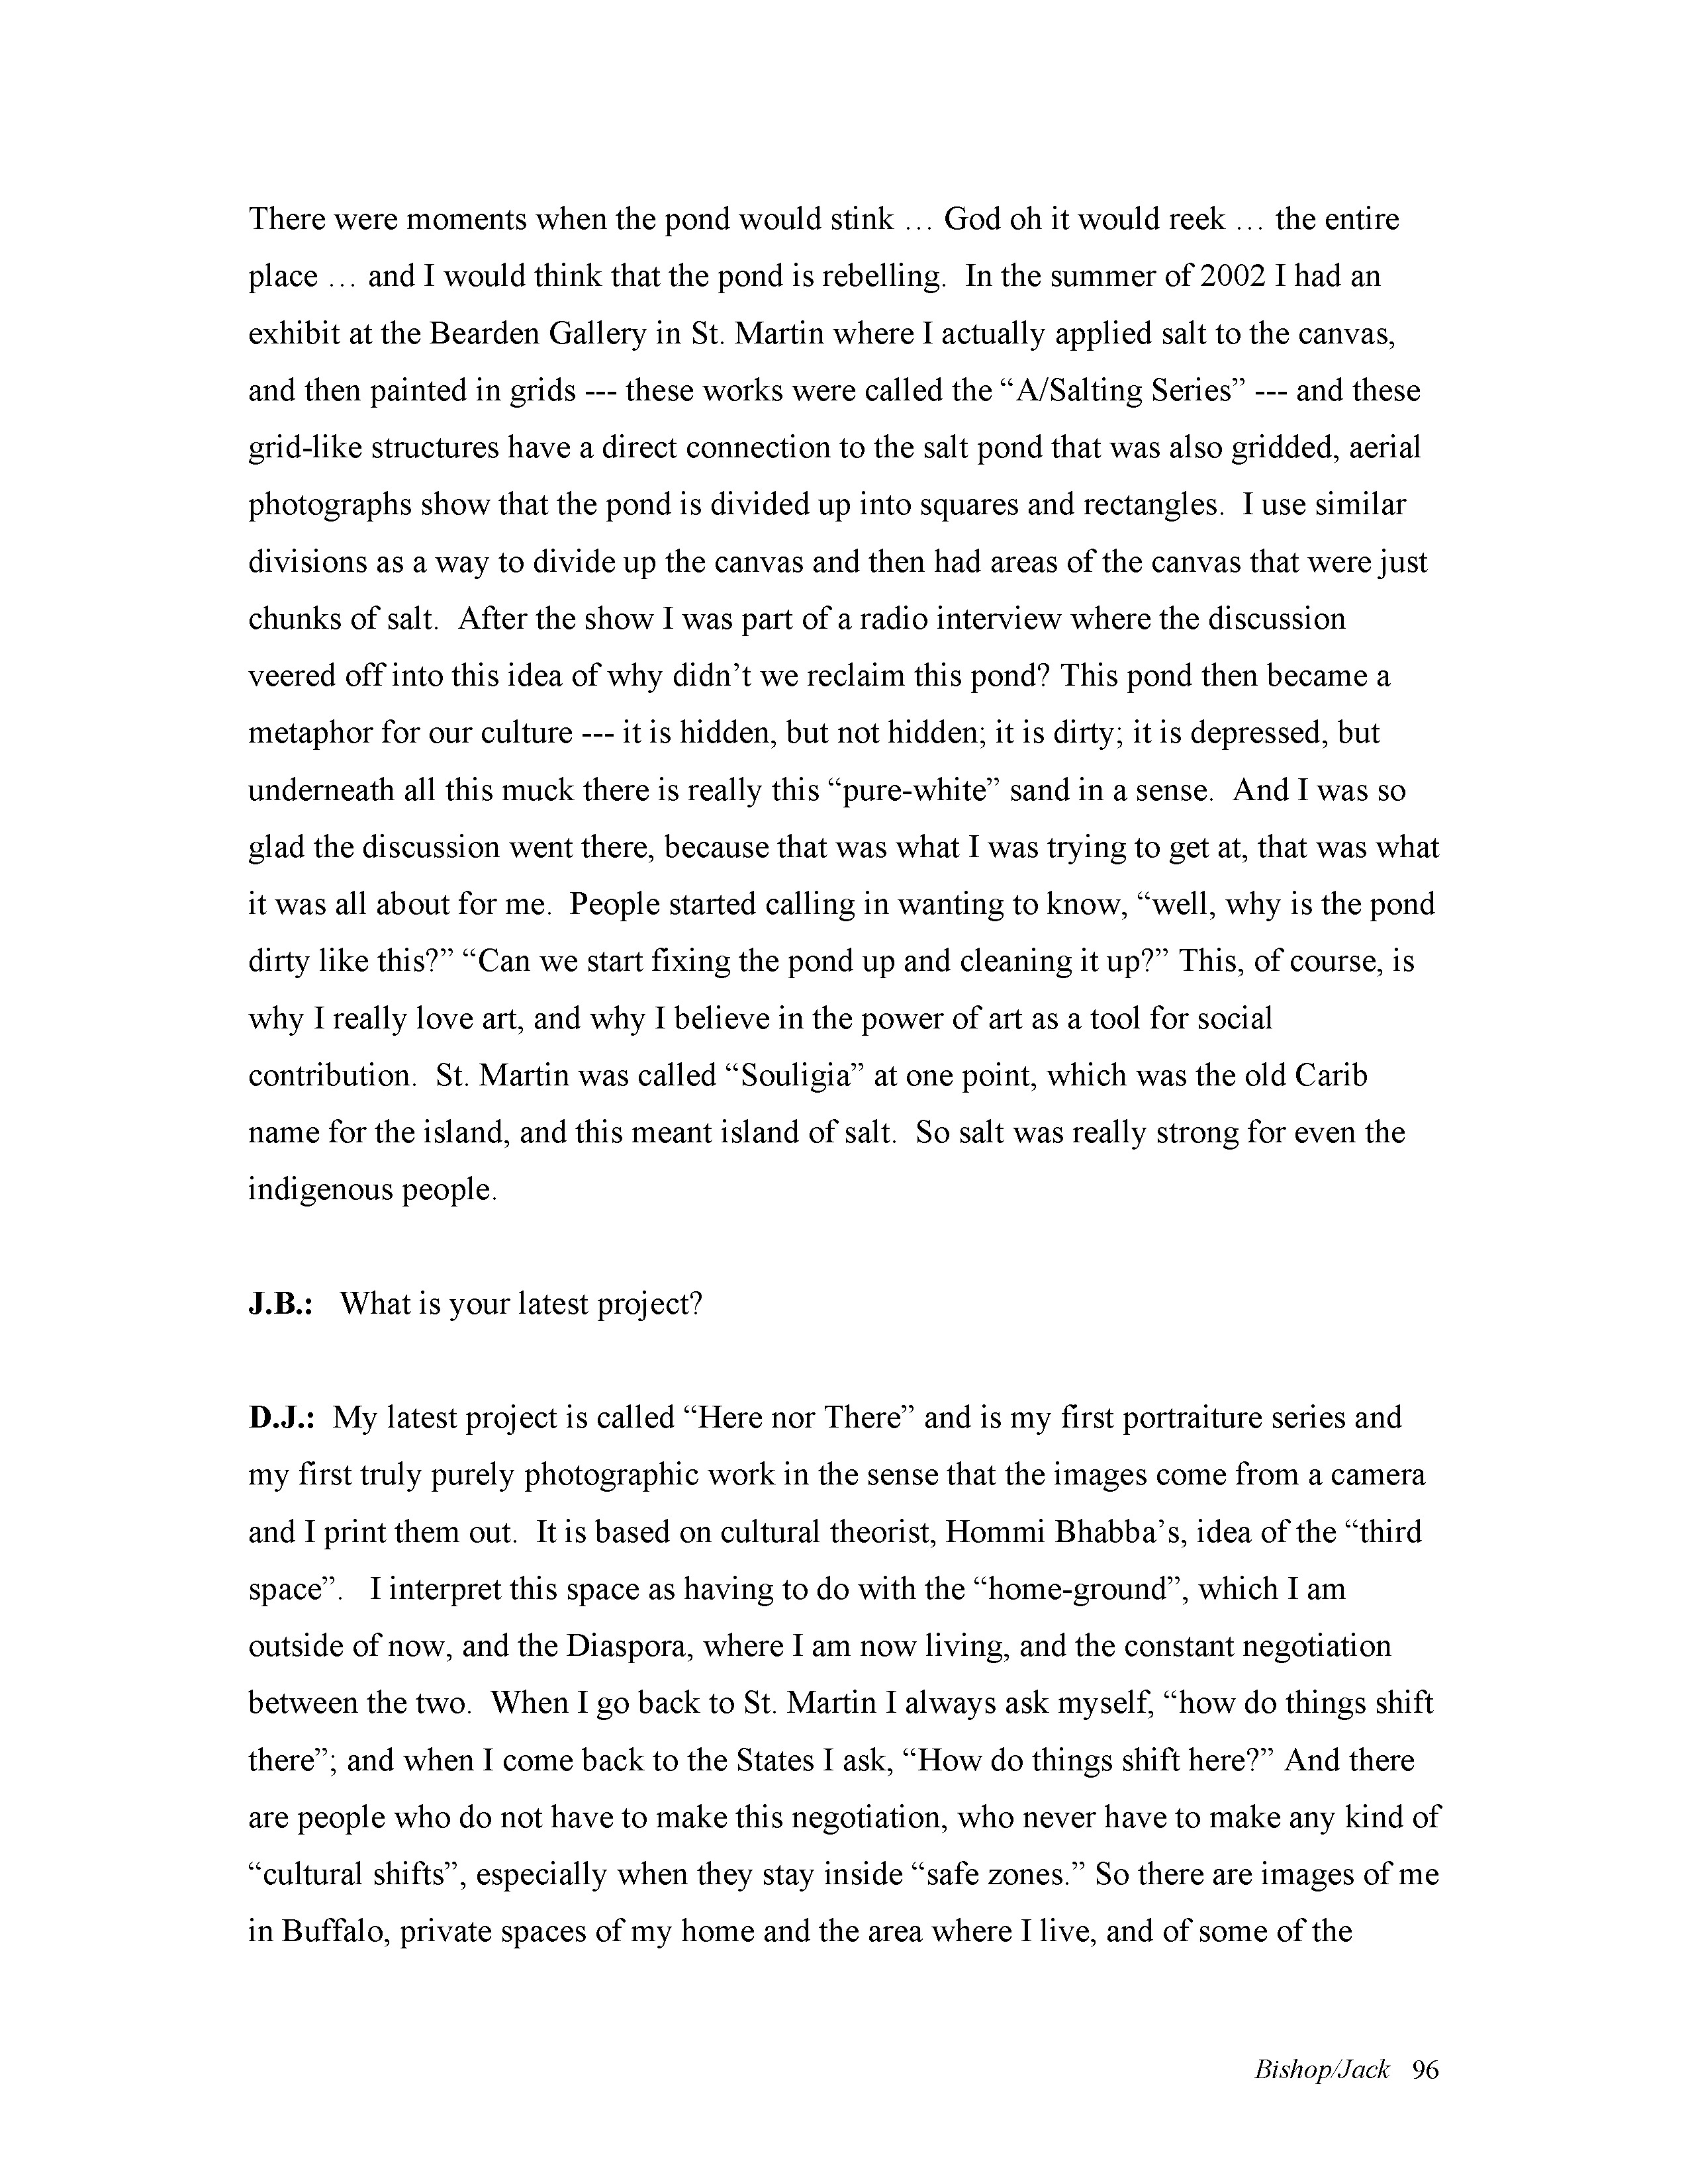 There were moments when the pond would stink … God oh it would reek … the entire
place … and I would think that the pond is rebelling.  In the summer of 2002 I had an
exhibit at the Bearden Gallery in St. Martin where I actually applied salt to the canvas,
and then painted in grids --- these works were called the “A/Salting Series” --- and these
grid-like structures have a direct connection to the salt pond that was also gridded, aerial
photographs show that the pond is divided up into squares and rectangles.  I use similar
divisions as a way to divide up the canvas and then had areas of the canvas that were just
chunks of salt.  After the show I was part of a radio interview where the discussion
veered off into this idea of why didn’t we reclaim this pond? This pond then became a
metaphor for our culture --- it is hidden, but not hidden; it is dirty; it is depressed, but
underneath all this muck there is really this “pure-white” sand in a sense.  And I was so
glad the discussion went there, because that was what I was trying to get at, that was what
it was all about for me.  People started calling in wanting to know, “well, why is the pond
dirty like this?” “Can we start fixing the pond up and cleaning it up?” This, of course, is
why I really love art, and why I believe in the power of art as a tool for social
contribution.  St. Martin was called “Souligia” at one point, which was the old Carib
name for the island, and this meant island of salt.  So salt was really strong for even the
indigenous people.
J.B.:   What is your latest project?
D.J.:  My latest project is called “Here nor There” and is my first portraiture series and
my first truly purely photographic work in the sense that the images come from a camera
and I print them out.  It is based on cultural theorist, Hommi Bhabba’s, idea of the “third
space”.   I interpret this space as having to do with the “home-ground”, which I am
outside of now, and the Diaspora, where I am now living, and the constant negotiation
between the two.  When I go back to St. Martin I always ask myself, “how do things shift
there”; and when I come back to the States I ask, “How do things shift here?” And there
are people who do not have to make this negotiation, who never have to make any kind of
“cultural shifts”, especially when they stay inside “safe zones.” So there are images of me
in Buffalo, private spaces of my home and the area where I live, and of some of the
Bishop/Jack   96